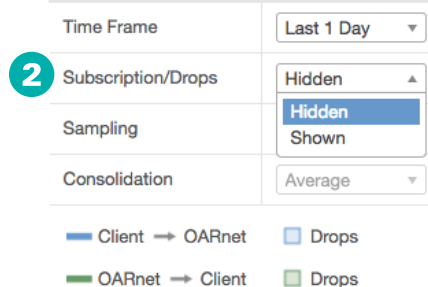 Time Frame Last 1 Day
2 Subscription/Drops Hidden
Hidden
Sampling Shown
Consolidation Average
Client → OARnet Drops
OARnet → Client Drops